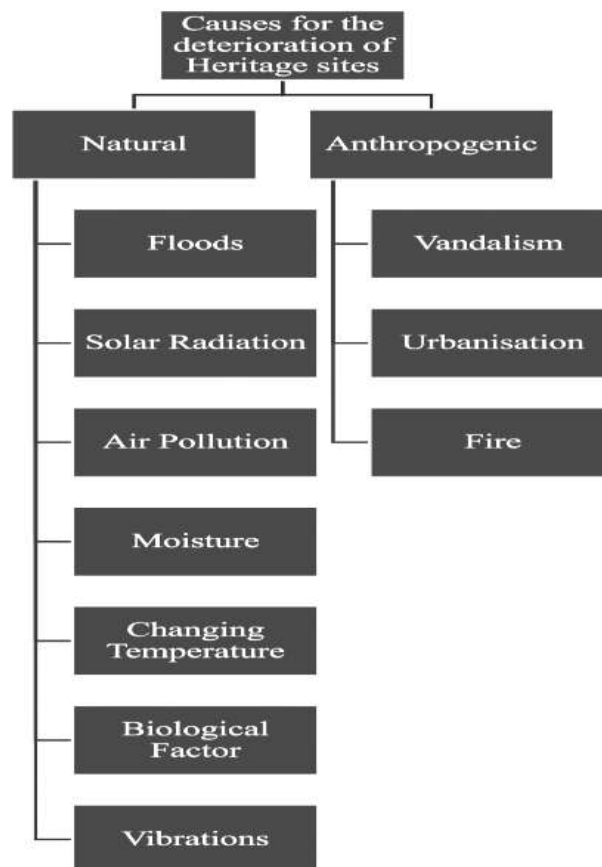 Causes for the
deterioration of
Heritage sites
Natural
Anthropogenic
Floods
Solar Radiation
Air Pollution
Moisture
Changing
Temperature
Biological
Factor
Vibrations
Vandalism
Urbanisation
Fire